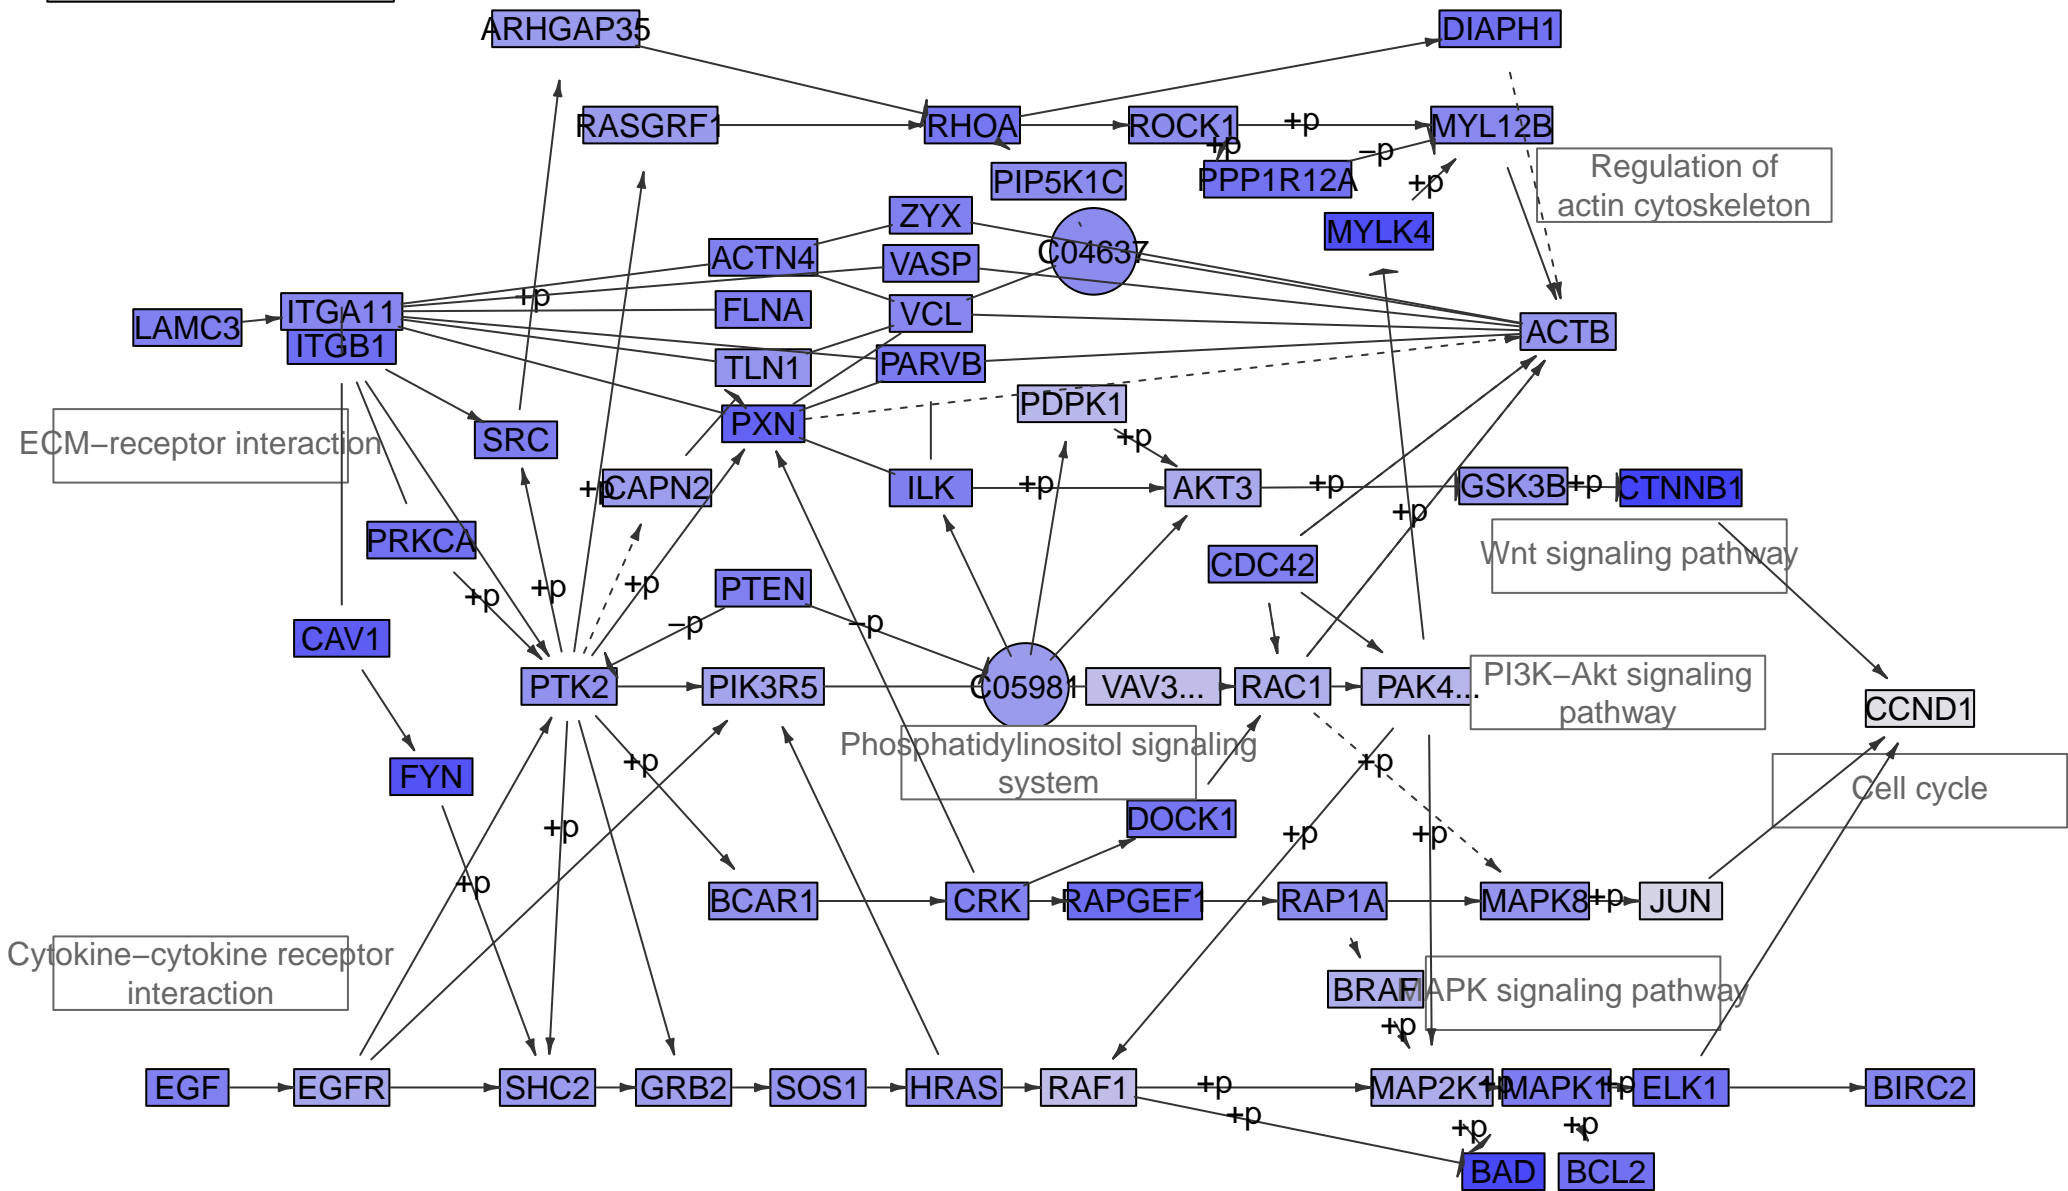 ARHGAP35
DIAPH1
RASGRF1
RHOA
ROCK1
+p
MYL12B
+p
−p
Regulation of
actin cytoskeleton
PIP5K1C
PPP1R12A
+p
ZYX
MYLK4
ACTN4
VASP
C04637
+p
ITGA11
FLNA
VCL
LAMC3
ACTB
ITGB1
TLN1
PARVB
PDPK1
PXN
ECM−receptor interaction
SRC
+p
+p
CAPN2
ILK
+p
AKT3
+p
GSK3B
+p
CTNNB1
+p
PRKCA
Wnt signaling pathway
CDC42
+p
+p
+p
PTEN
−p
−p
CAV1
PTK2
PIK3R5
C05981
VAV3...
RAC1
PAK4...
PI3K−Akt signaling
pathway
CCND1
Phosphatidylinositol signaling
system
+p
+p
FYN
Cell cycle
DOCK1
+p
+p
+p
+p
BCAR1
CRK
RAPGEF1
RAP1A
MAPK8
+p
JUN
Cytokine−cytokine receptor
interaction
BRAF
MAPK signaling pathway
+p
EGF
EGFR
SHC2
GRB2
SOS1
HRAS
RAF1
+p
MAP2K1
+p
MAPK1
+p
ELK1
BIRC2
+p
+p
+p
BAD
BCL2